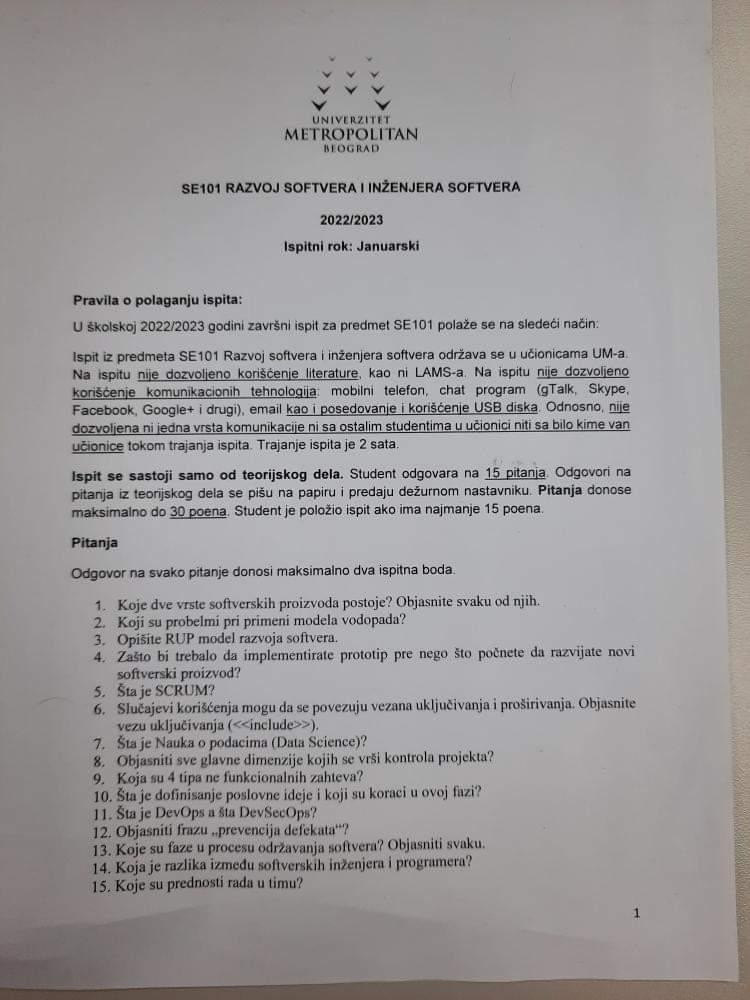 UNIVERZITET
METROPOLITAN
BEOGRAD
SE101 RAZVOJ SOFTVERA I INŽENJERA SOFTVERA
2022/2023
Ispitni rok: Januarski
Pravila o polaganju ispita:
U školskoj 2022/2023 godini završni ispit za predmet SE101 polaže se na sledeći način:
Ispit iz predmeta SE101 Razvoj softvera i inženjera softvera održava se u učionicama UM-a.
Na ispitu nije dozvoljeno korišćenje literature, kao ni LAMS-a. Na ispitu nije dozvoljeno
korišćenje komunikacionih tehnologija: mobilni telefon, chat program (gTalk, Skype,
Facebook, Google+ i drugi), email kao i posedovanje i korišćenje USB diska. Odnosno, nije
dozvoljena ni jedna vrsta komunikacije ni sa ostalim studentima u učionici niti sa bilo kime van
učionice tokom trajanja ispita. Trajanje ispita je 2 sata.
Ispit se sastoji samo od teorijskog dela. Student odgovara na 15 pitanja. Odgovori na
pitanja iz teorijskog dela se pišu na papiru i predaju dežurnom nastavniku. Pitanja donose
maksimalno do 30 poena. Student je položio ispit ako ima najmanje 15 poena.
Pitanja
Odgovor na svako pitanje donosi maksimalno dva ispitna boda.
1. Koje dve vrste softverskih proizvoda postoje? Objasnite svaku od njih.
2. Koji su probelmi pri primeni modela vodopada?
3. Opišite RUP model razvoja softvera.
4. Zašto bi trebalo da implementirate prototip pre nego što počnete da razvijate novi
softverski proizvod?
5. Šta je SCRUM?
6. Slučajevi korišćenja mogu da se povezuju vezana uključivanja i proširivanja. Objasnite
vezu uključivanja (<<include>>).
7. Šta je Nauka o podacima (Data Science)?
8. Objasniti sve glavne dimenzije kojih se vrši kontrola projekta?
9. Koja su 4 tipa ne funkcionalnih zahteva?
10. Šta je dofinisanje poslovne ideje i koji su koraci u ovoj fazi?
11. Šta je DevOps a šta DevSecOps?
12. Objasniti frazu „prevencija defekata“?
13. Koje su faze u procesu održavanja softvera? Objasniti svaku.
14. Koja je razlika između softverskih inženjera i programera?
15. Koje su prednosti rada u timu?
1